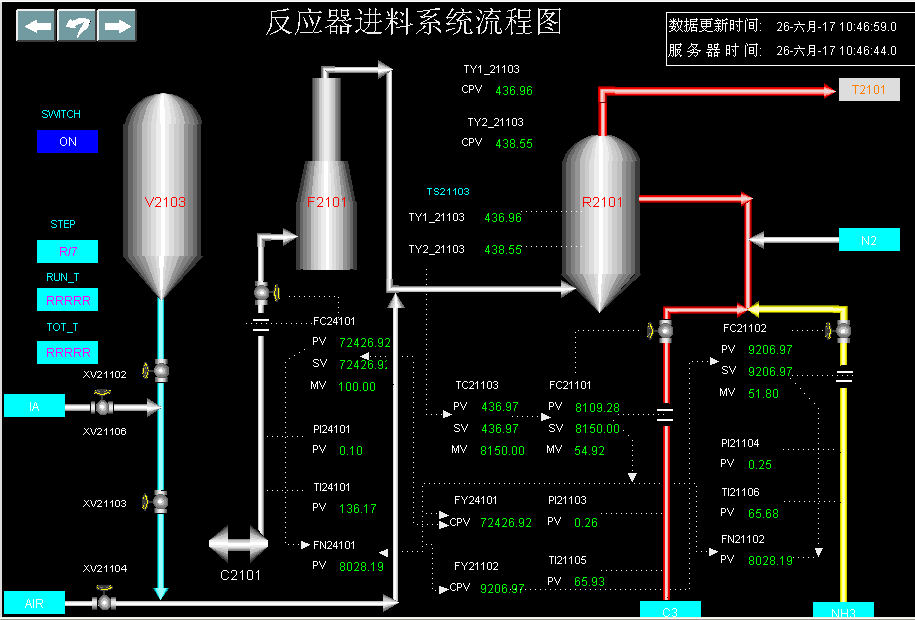 反应器进料系统流程图
数据更新时间: 26-六月-17 10:46:59.0
服务器时间: 26-六月-17 10:46:44.0
SWITCH
ON
STEP
R/7
RUN_T
RRRRR
TOT_T
RRRRR
V2103
F2101
TY1_21103
CPV 436.96
TY2_21103
CPV 438.55
TS21103
TY1_21103 436.96
TY2_21103 438.55
R2101
T2101
N2
XV21102
IA
XV21106
XV21103
XV21104
AIR
C2101
FC24101
PV 72426.92
SV 72426.92
MV 100.00
PI24101
PV 0.10
TI24101
PV 136.17
FN24101
PV 8028.19
TC21103
PV 436.97
SV 436.97
MV 8150.00
FC21101
PV 8109.28
SV 8150.00
MV 54.92
FY24101
CPV 72426.92
PI21103
PV 0.26
FY21102
CPV 9206.97
TI21105
PV 65.93
FC21102
PV 9206.97
SV 9206.97
MV 51.80
PI21104
PV 0.25
TI21106
PV 65.68
FN21102
PV 8028.19
C3
NH3